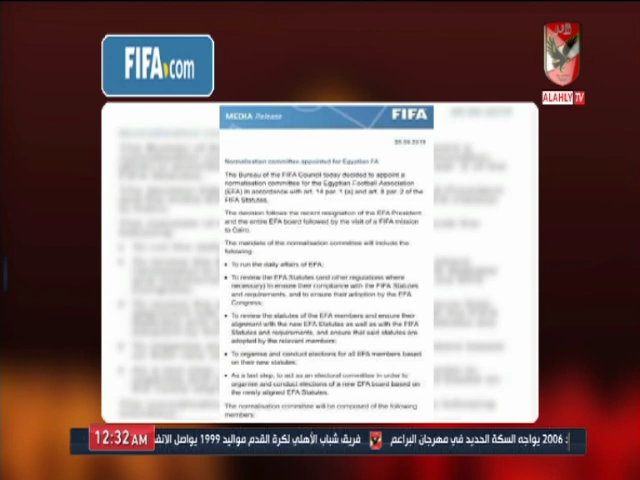 FIFA.com
ALAHLY TV
MEDIA Release
FIFA
Normalisation committee appointed for Egyptian FA
The Bureau of the FIFA Council today decided to appoint a
normalisation committee for the Egyptian Football Association
(EFA) in accordance with art. 14 par. 1 (a) and art. 8 par. 2 of the
FIFA Statutes.
The decision follows the recent resignation of the EFA President
and the entire EFA board followed by the visit of a FIFA mission
to Cairo.
The mandate of the normalisation committee will include the
following:
• To run the daily affairs of EFA;
• To review the EFA Statutes (and other regulations where
necessary) to ensure their compliance with the FIFA Statutes
and requirements, and to ensure their adoption by the EFA
Congress;
• To review the statutes of the EFA members and ensure their
alignment with the new EFA Statutes as well as with the FIFA
Statutes and requirements, and ensure that said statutes are
adopted by the relevant members;
• To organise and conduct elections for all EFA members based
on their new statutes;
• As a last step, to act as an electoral committee in order to
organise and conduct elections of a new EFA board based on
the newly aligned EFA Statutes.
The normalisation committee will be composed of the following
members:
12:32 AM
2006 يواجه السكة الحديد في مهرجان البراعم
فريق شباب الأهلي لكرة القدم مواليد 1999 يواصل